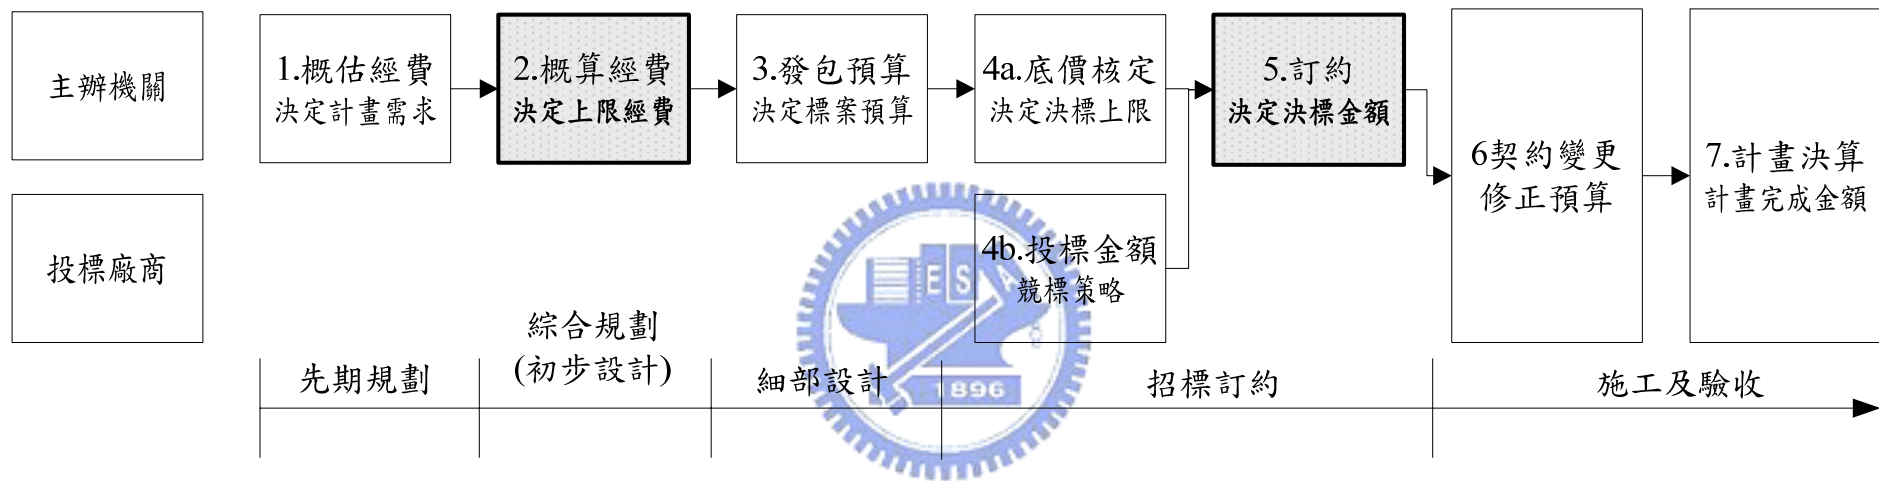 主辦機關
1.概估經費
決定計畫需求
2.概算經費
決定上限經費
3.發包預算
決定標案預算
4a.底價核定
決定決標上限
5.訂約
決定決標金額
6契約變更
修正預算
7.計畫決算
計畫完成金額
投標廠商
4b.投標金額
競標策略
先期規劃
綜合規劃
(初步設計)
細部設計
招標訂約
施工及驗收
E S A
1896